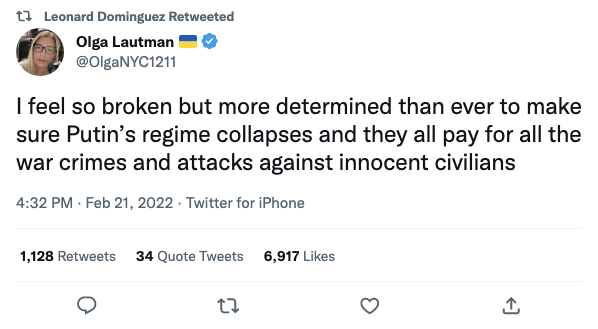 Leonard Dominguez Retweeted
Olga Lautman 🇺🇦
@OlgaNYC1211
I feel so broken but more determined than ever to make
sure Putin’s regime collapses and they all pay for all the
war crimes and attacks against innocent civilians
4:32 PM · Feb 21, 2022 · Twitter for iPhone
1,128 Retweets 34 Quote Tweets 6,917 Likes